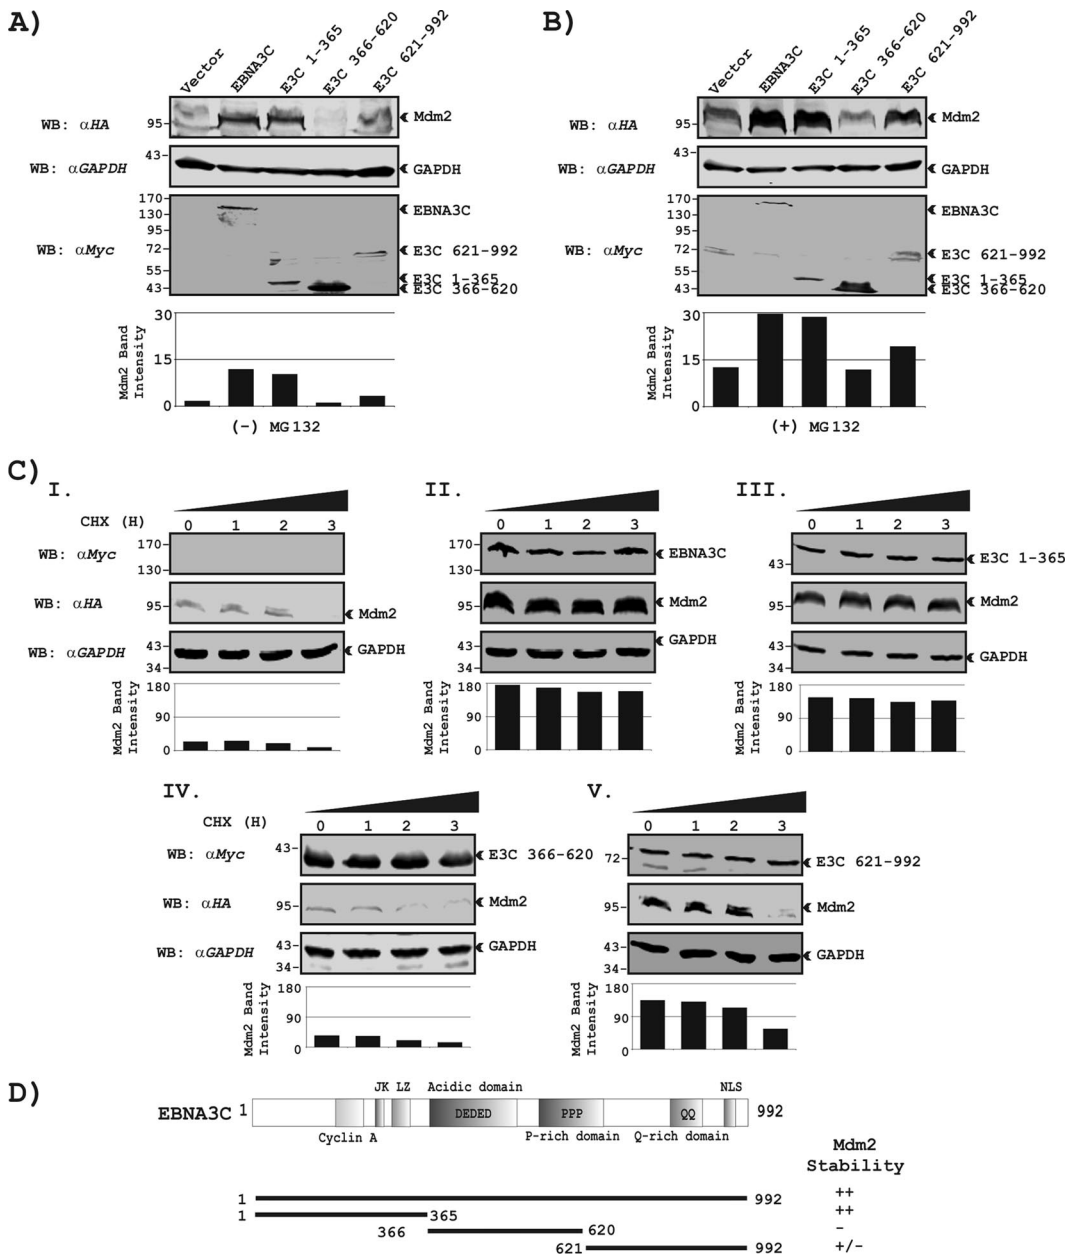 A)
Vector
EBNA3C
E3C 1-365
E3C 366-620
E3C 621-992
WB: αHA
95
Mdm2
WB: αGAPDH
43
GAPDH
WB: αMyc
170
130
95
72
55
43
EBNA3C
E3C 621-992
E3C 1-365
E3C 366-620
Mdm2 Band
Intensity
30
15
0
(-) MG132
B)
Vector
EBNA3C
E3C 1-365
E3C 366-620
E3C 621-992
WB: αHA
95
Mdm2
WB: αGAPDH
43
GAPDH
WB: αMyc
170
130
95
72
55
43
EBNA3C
E3C 621-992
E3C 1-365
E3C 366-620
Mdm2 Band
Intensity
30
15
0
(+) MG132
C)
I.
CHX (H)
0 1 2 3
WB: αMyc
170
130
WB: αHA
95
Mdm2
WB: αGAPDH
43
34
GAPDH
Mdm2 Band
Intensity
180
90
0
II.
0 1 2 3
170
130
EBNA3C
95
Mdm2
43
34
GAPDH
Mdm2 Band
Intensity
180
90
0
III.
0 1 2 3
43
E3C 1-365
95
Mdm2
43
34
GAPDH
Mdm2 Band
Intensity
180
90
0
IV.
CHX (H)
0 1 2 3
WB: αMyc
43
E3C 366-620
WB: αHA
95
Mdm2
WB: αGAPDH
43
34
GAPDH
Mdm2 Band
Intensity
180
90
0
V.
0 1 2 3
72
E3C 621-992
95
Mdm2
43
34
GAPDH
Mdm2 Band
Intensity
180
90
0
D)
JK LZ Acidic domain NLS
EBNA3C 1 DEDED PPP QQ 992
Cyclin A P-rich domain Q-rich domain
Mdm2
Stability
1 992 ++
1 365 ++
366 620 -
621 992 +/-